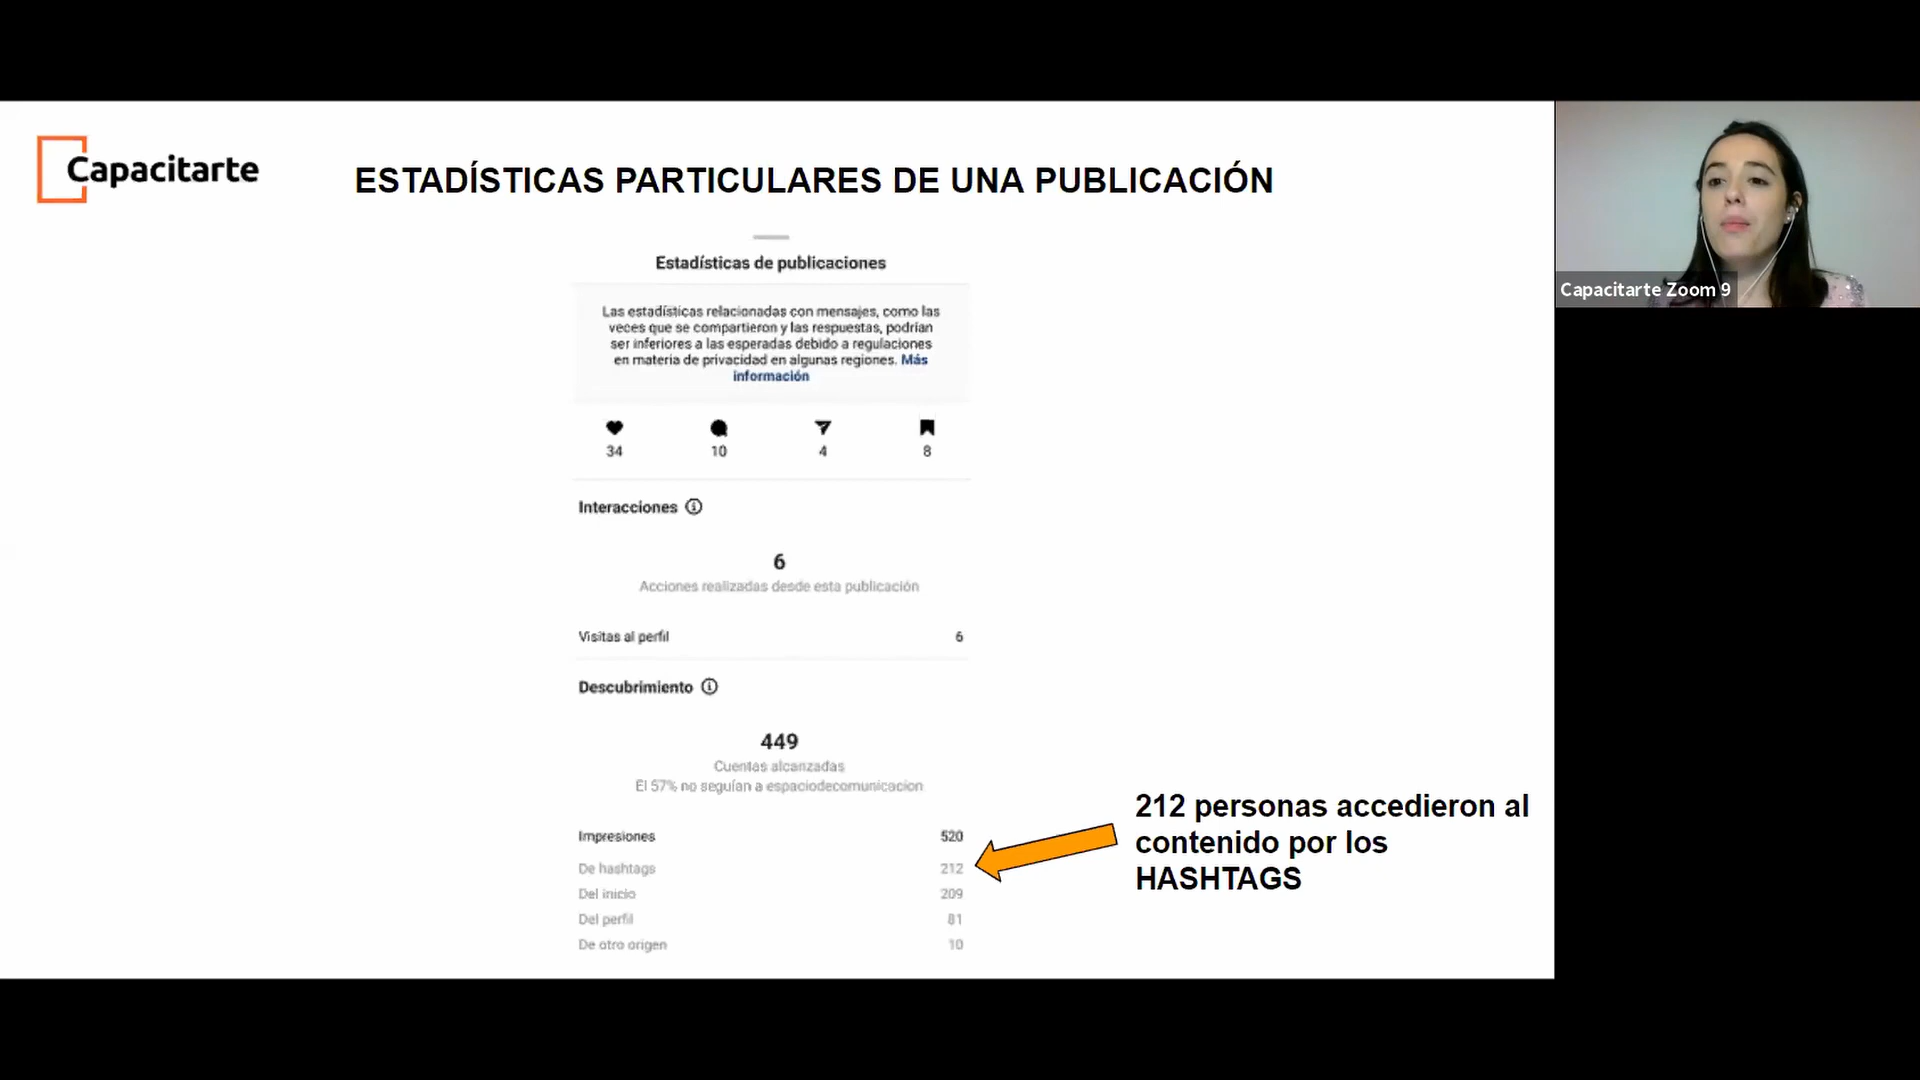 Capacitarte
ESTADÍSTICAS PARTICULARES DE UNA PUBLICACIÓN
Estadísticas de publicaciones
Las estadísticas relacionadas con mensajes, como las
veces que se compartieron y las respuestas, podrían
ser inferiores a las esperadas debido a regulaciones
en materia de privacidad en algunas regiones. Más
información
34 10 4 8
Interacciones
6
Acciones realizadas desde esta publicación
Visitas al perfil 6
Descubrimiento
449
Cuentas alcanzadas
El 57% no seguían a espaciodecomunicacion
Impresiones 520
De hashtags 212
Del inicio 209
Del perfil 81
De otro origen 10
212 personas accedieron al
contenido por los
HASHTAGS
Capacitarte Zoom 9